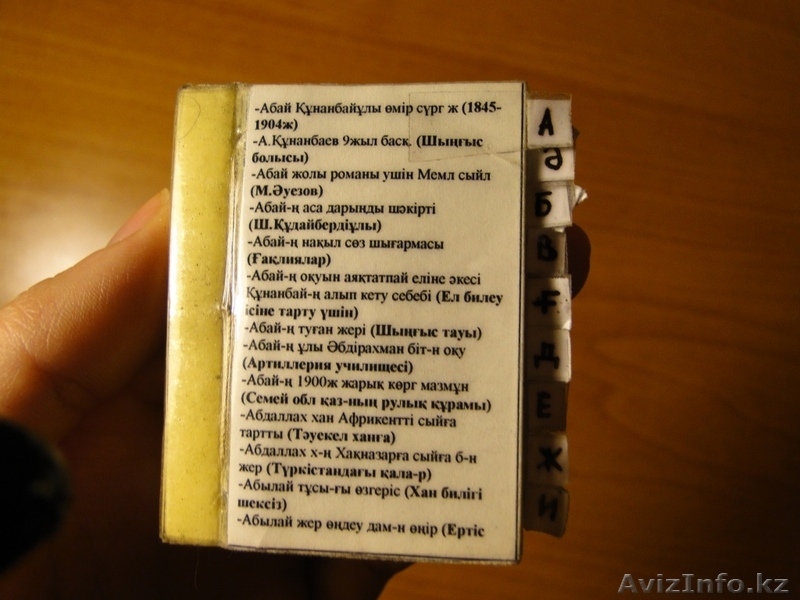 -Абай Құнанбайұлы өмір сүрг ж (1845-
1904ж)
-А.Құнанбаев 9жыл басқ. (Шыңғыс
болысы)
-Абай жолы романы үшін Мемл сыйл
(М.Әуезов)
-Абай-ң аса дарынды шәкірті
(Ш.Құдайбердіұлы)
-Абай-ң нақыл сөз шығармасы
(Ғақлиялар)
-Абай-ң оқуын аяқтатпай еліне әкесі
Құнанбай-ң алып кету себебі (Ел билеу
ісіне тарту үшін)
-Абай-ң туған жері (Шыңғыс тауы)
-Абай-ң ұлы Әбдірахман біт-н оқу
(Артиллерия училищесі)
-Абай-ң 1900ж жарық көрг мазмұн
(Семей обл қаз-ның рулық құрамы)
-Абдаллах хан Африкентті сыйға
тартты (Тәуекел ханға)
-Абдаллах х-ң Хақназарға сыйға б-н
жер (Түркістандағы қала-р)
-Абылай тұсы-ғы өзгеріс (Хан билігі
шексіз)
-Абылай жер өңдеу дам-н өңір (Ертіс
А
Ә
Б
В
Ғ
Д
Е
Ж
И
AvizInfo.kz